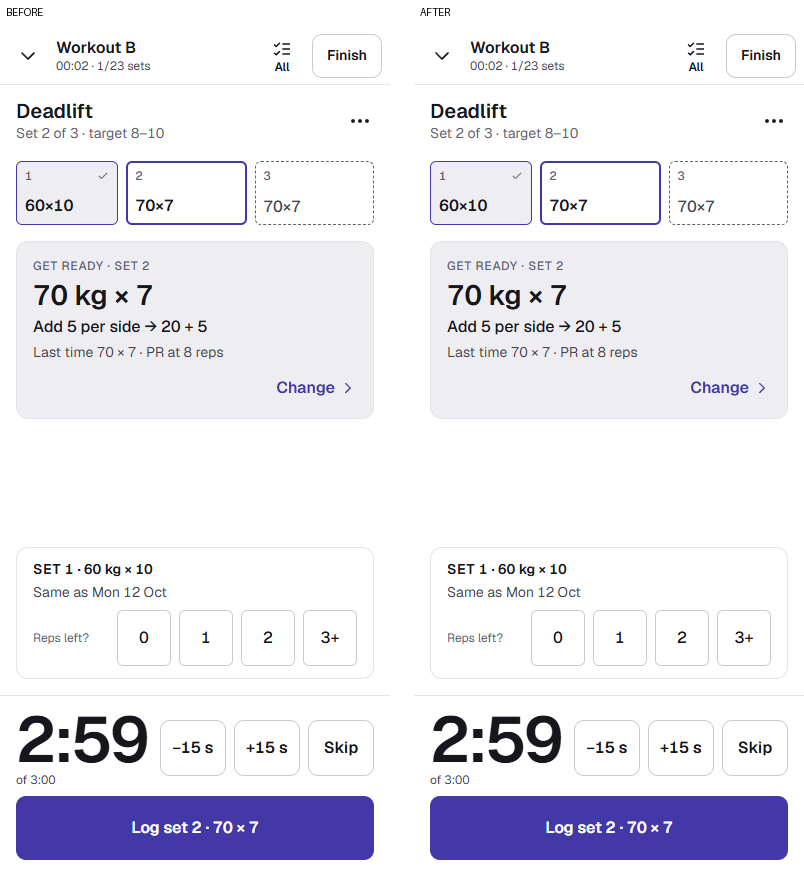 BEFORE
Workout B
00:02 · 1/23 sets
All
Finish
Deadlift
Set 2 of 3 · target 8–10
1
60×10
2
70×7
3
70×7
GET READY · SET 2
70 kg × 7
Add 5 per side → 20 + 5
Last time 70 × 7 · PR at 8 reps
Change
SET 1 · 60 kg × 10
Same as Mon 12 Oct
Reps left?
0
1
2
3+
2:59
of 3:00
−15 s
+15 s
Skip
Log set 2 · 70 × 7
AFTER
Workout B
00:02 · 1/23 sets
All
Finish
Deadlift
Set 2 of 3 · target 8–10
1
60×10
2
70×7
3
70×7
GET READY · SET 2
70 kg × 7
Add 5 per side → 20 + 5
Last time 70 × 7 · PR at 8 reps
Change
SET 1 · 60 kg × 10
Same as Mon 12 Oct
Reps left?
0
1
2
3+
2:59
of 3:00
−15 s
+15 s
Skip
Log set 2 · 70 × 7